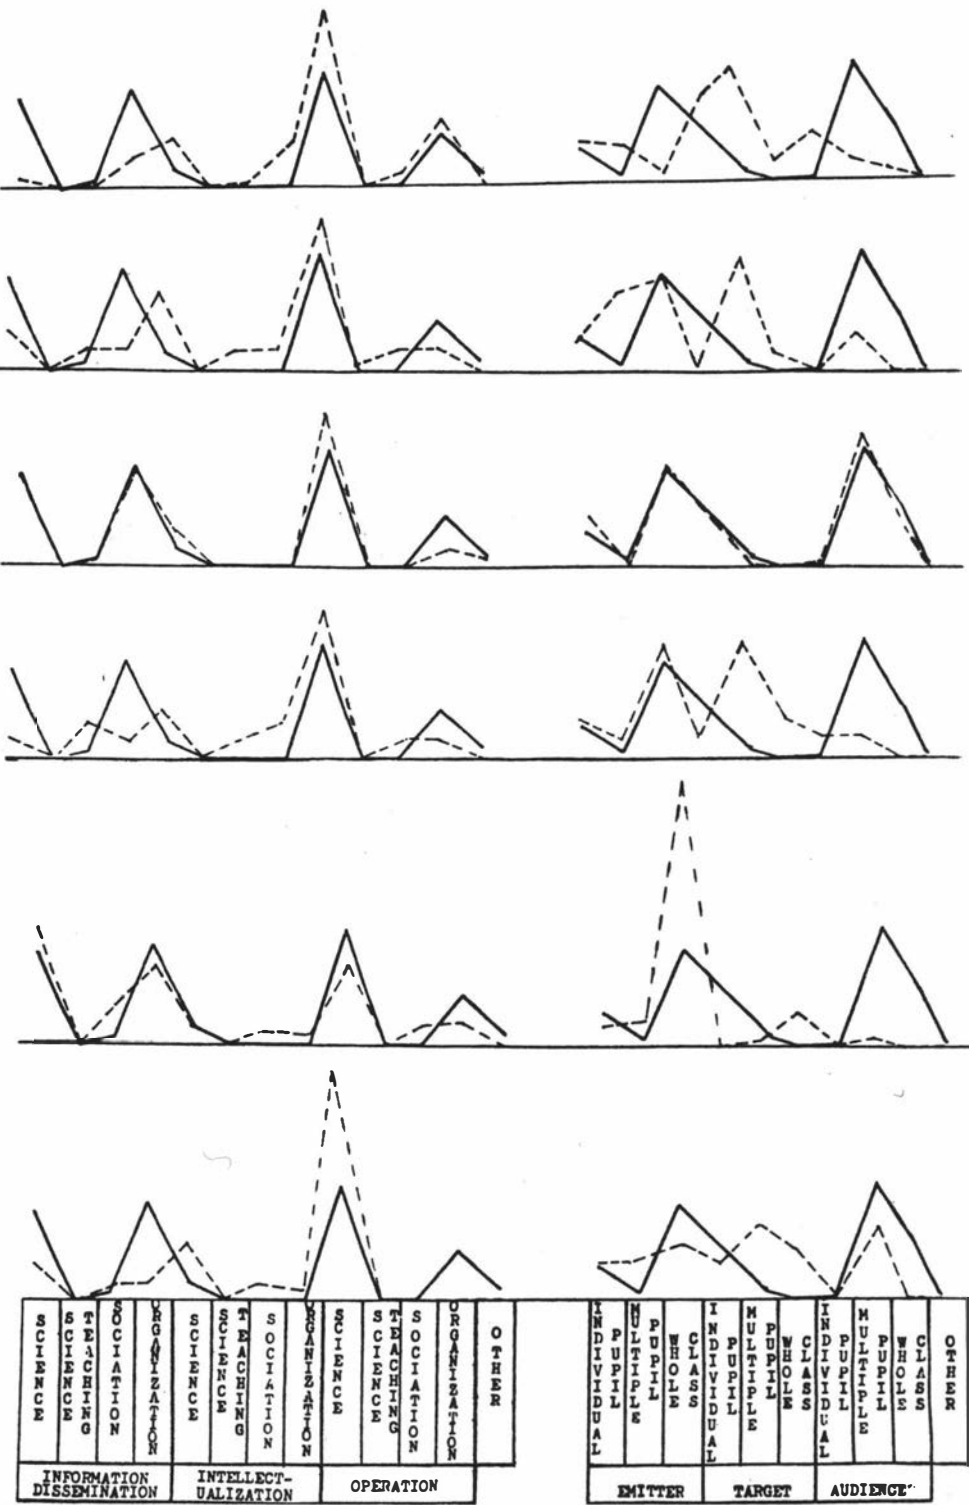 SCIENCE
SCIENCE TEACHING
SOCIATION
ORGANIZATION
SCIENCE
SCIENCE TEACHING
SOCIATION
ORGANIZATION
SCIENCE
SCIENCE TEACHING
SOCIATION
ORGANIZATION
OTHER
INDIVIDUAL PUPIL
MULTIPLE PUPIL
WHOLE CLASS
INDIVIDUAL PUPIL
MULTIPLE PUPIL
WHOLE CLASS
INDIVIDUAL PUPIL
MULTIPLE PUPIL
WHOLE CLASS
OTHER
INFORMATION
DISSEMINATION
INTELLECT-
UALIZATION
OPERATION
EMITTER
TARGET
AUDIENCE